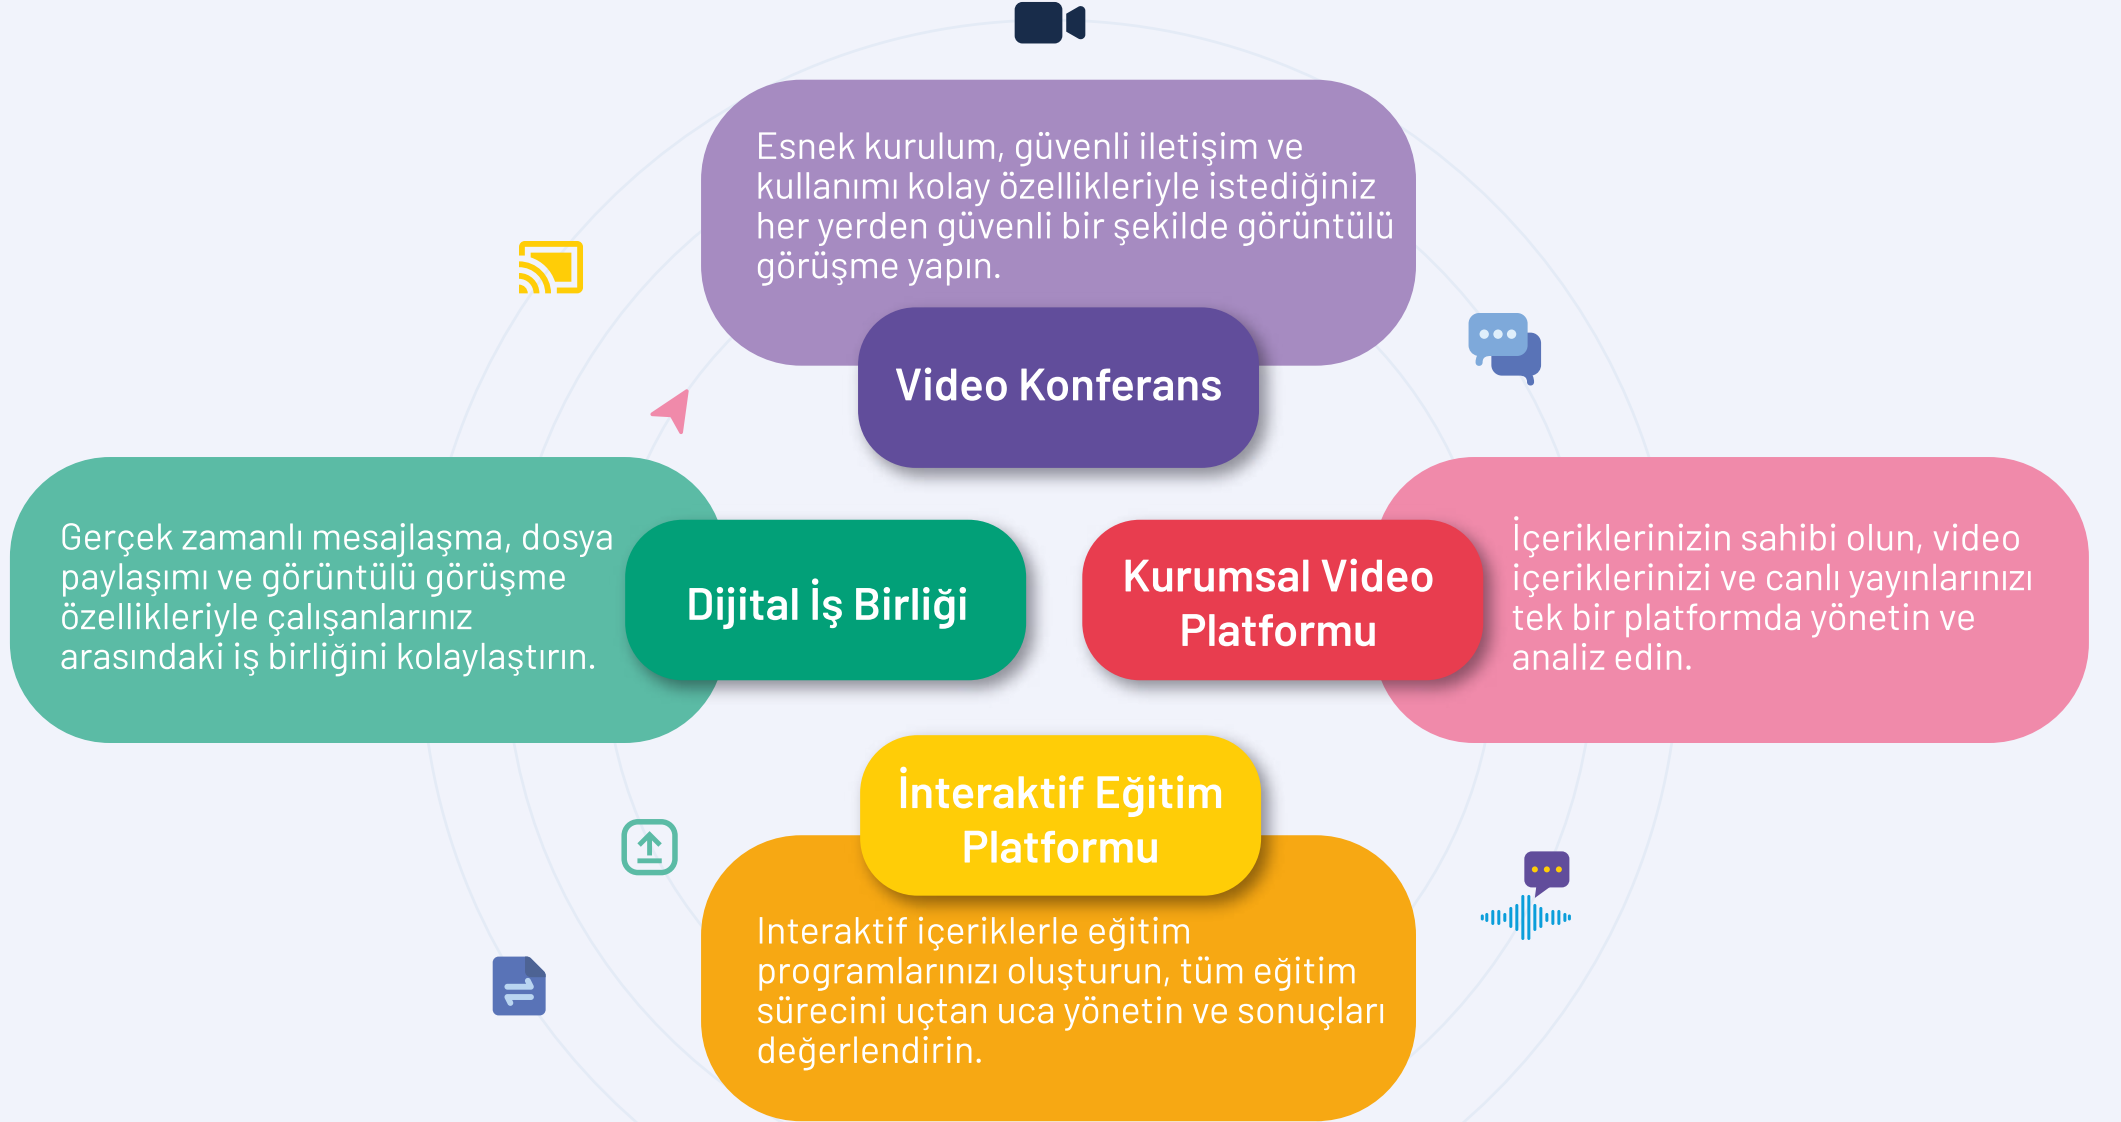 Esnek kurulum, güvenli iletişim ve
kullanımı kolay özellikleriyle istediğiniz
her yerden güvenli bir şekilde görüntülü
görüşme yapın.
Video Konferans
Gerçek zamanlı mesajlaşma, dosya
paylaşımı ve görüntülü görüşme
özellikleriyle çalışanlarınız
arasındaki iş birliğini kolaylaştırın.
Dijital İş Birliği
Kurumsal Video
Platformu
İçeriklerinizin sahibi olun, video
içeriklerinizi ve canlı yayınlarınızı
tek bir platformda yönetin ve
analiz edin.
İnteraktif Eğitim
Platformu
Interaktif içeriklerle eğitim
programlarınızı oluşturun, tüm eğitim
sürecini uçtan uca yönetin ve sonuçları
değerlendirin.